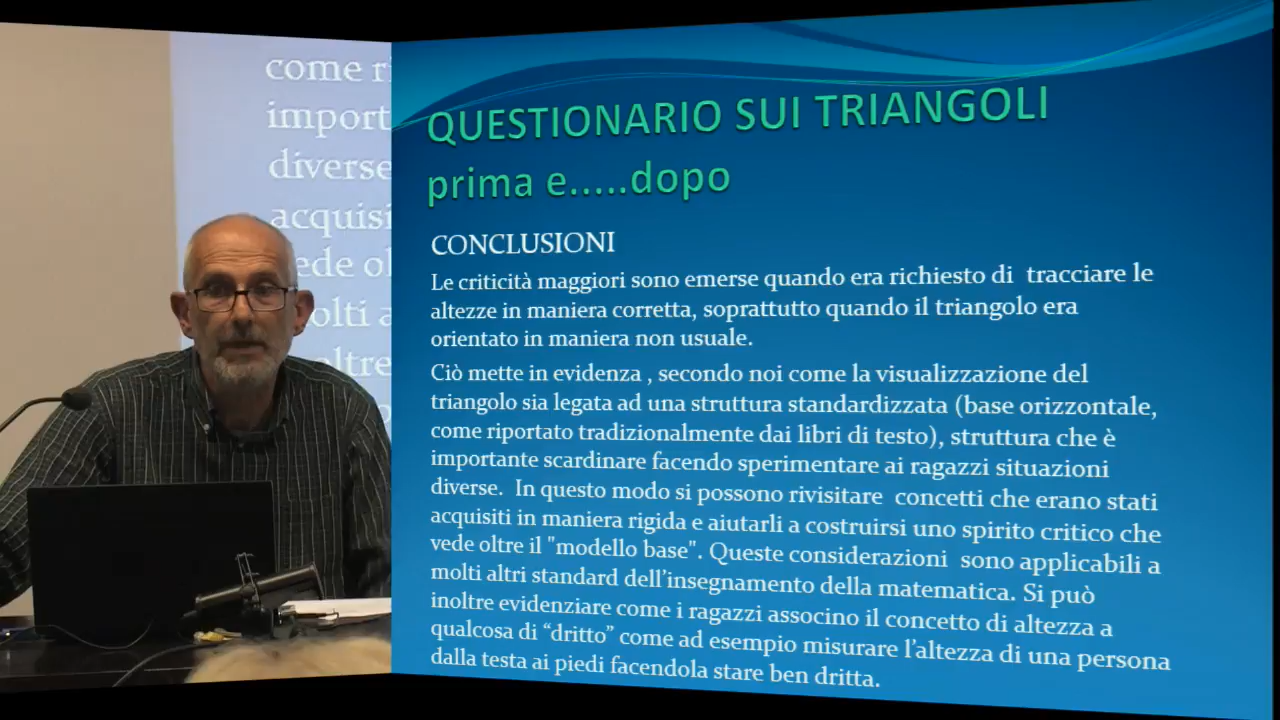 come ri
import
diverse
acquisi
ede ol
olti a
oltre
QUESTIONARIO SUI TRIANGOLI
prima e.....dopo
CONCLUSIONI
Le criticità maggiori sono emerse quando era richiesto di tracciare le
altezze in maniera corretta, soprattutto quando il triangolo era
orientato in maniera non usuale.
Ciò mette in evidenza , secondo noi come la visualizzazione del
triangolo sia legata ad una struttura standardizzata (base orizzontale,
come riportato tradizionalmente dai libri di testo), struttura che è
importante scardinare facendo sperimentare ai ragazzi situazioni
diverse. In questo modo si possono rivisitare concetti che erano stati
acquisiti in maniera rigida e aiutarli a costruirsi uno spirito critico che
vede oltre il "modello base". Queste considerazioni sono applicabili a
molti altri standard dell'insegnamento della matematica. Si può
inoltre evidenziare come i ragazzi associno il concetto di altezza a
qualcosa di “dritto” come ad esempio misurare l'altezza di una persona
dalla testa ai piedi facendola stare ben dritta.